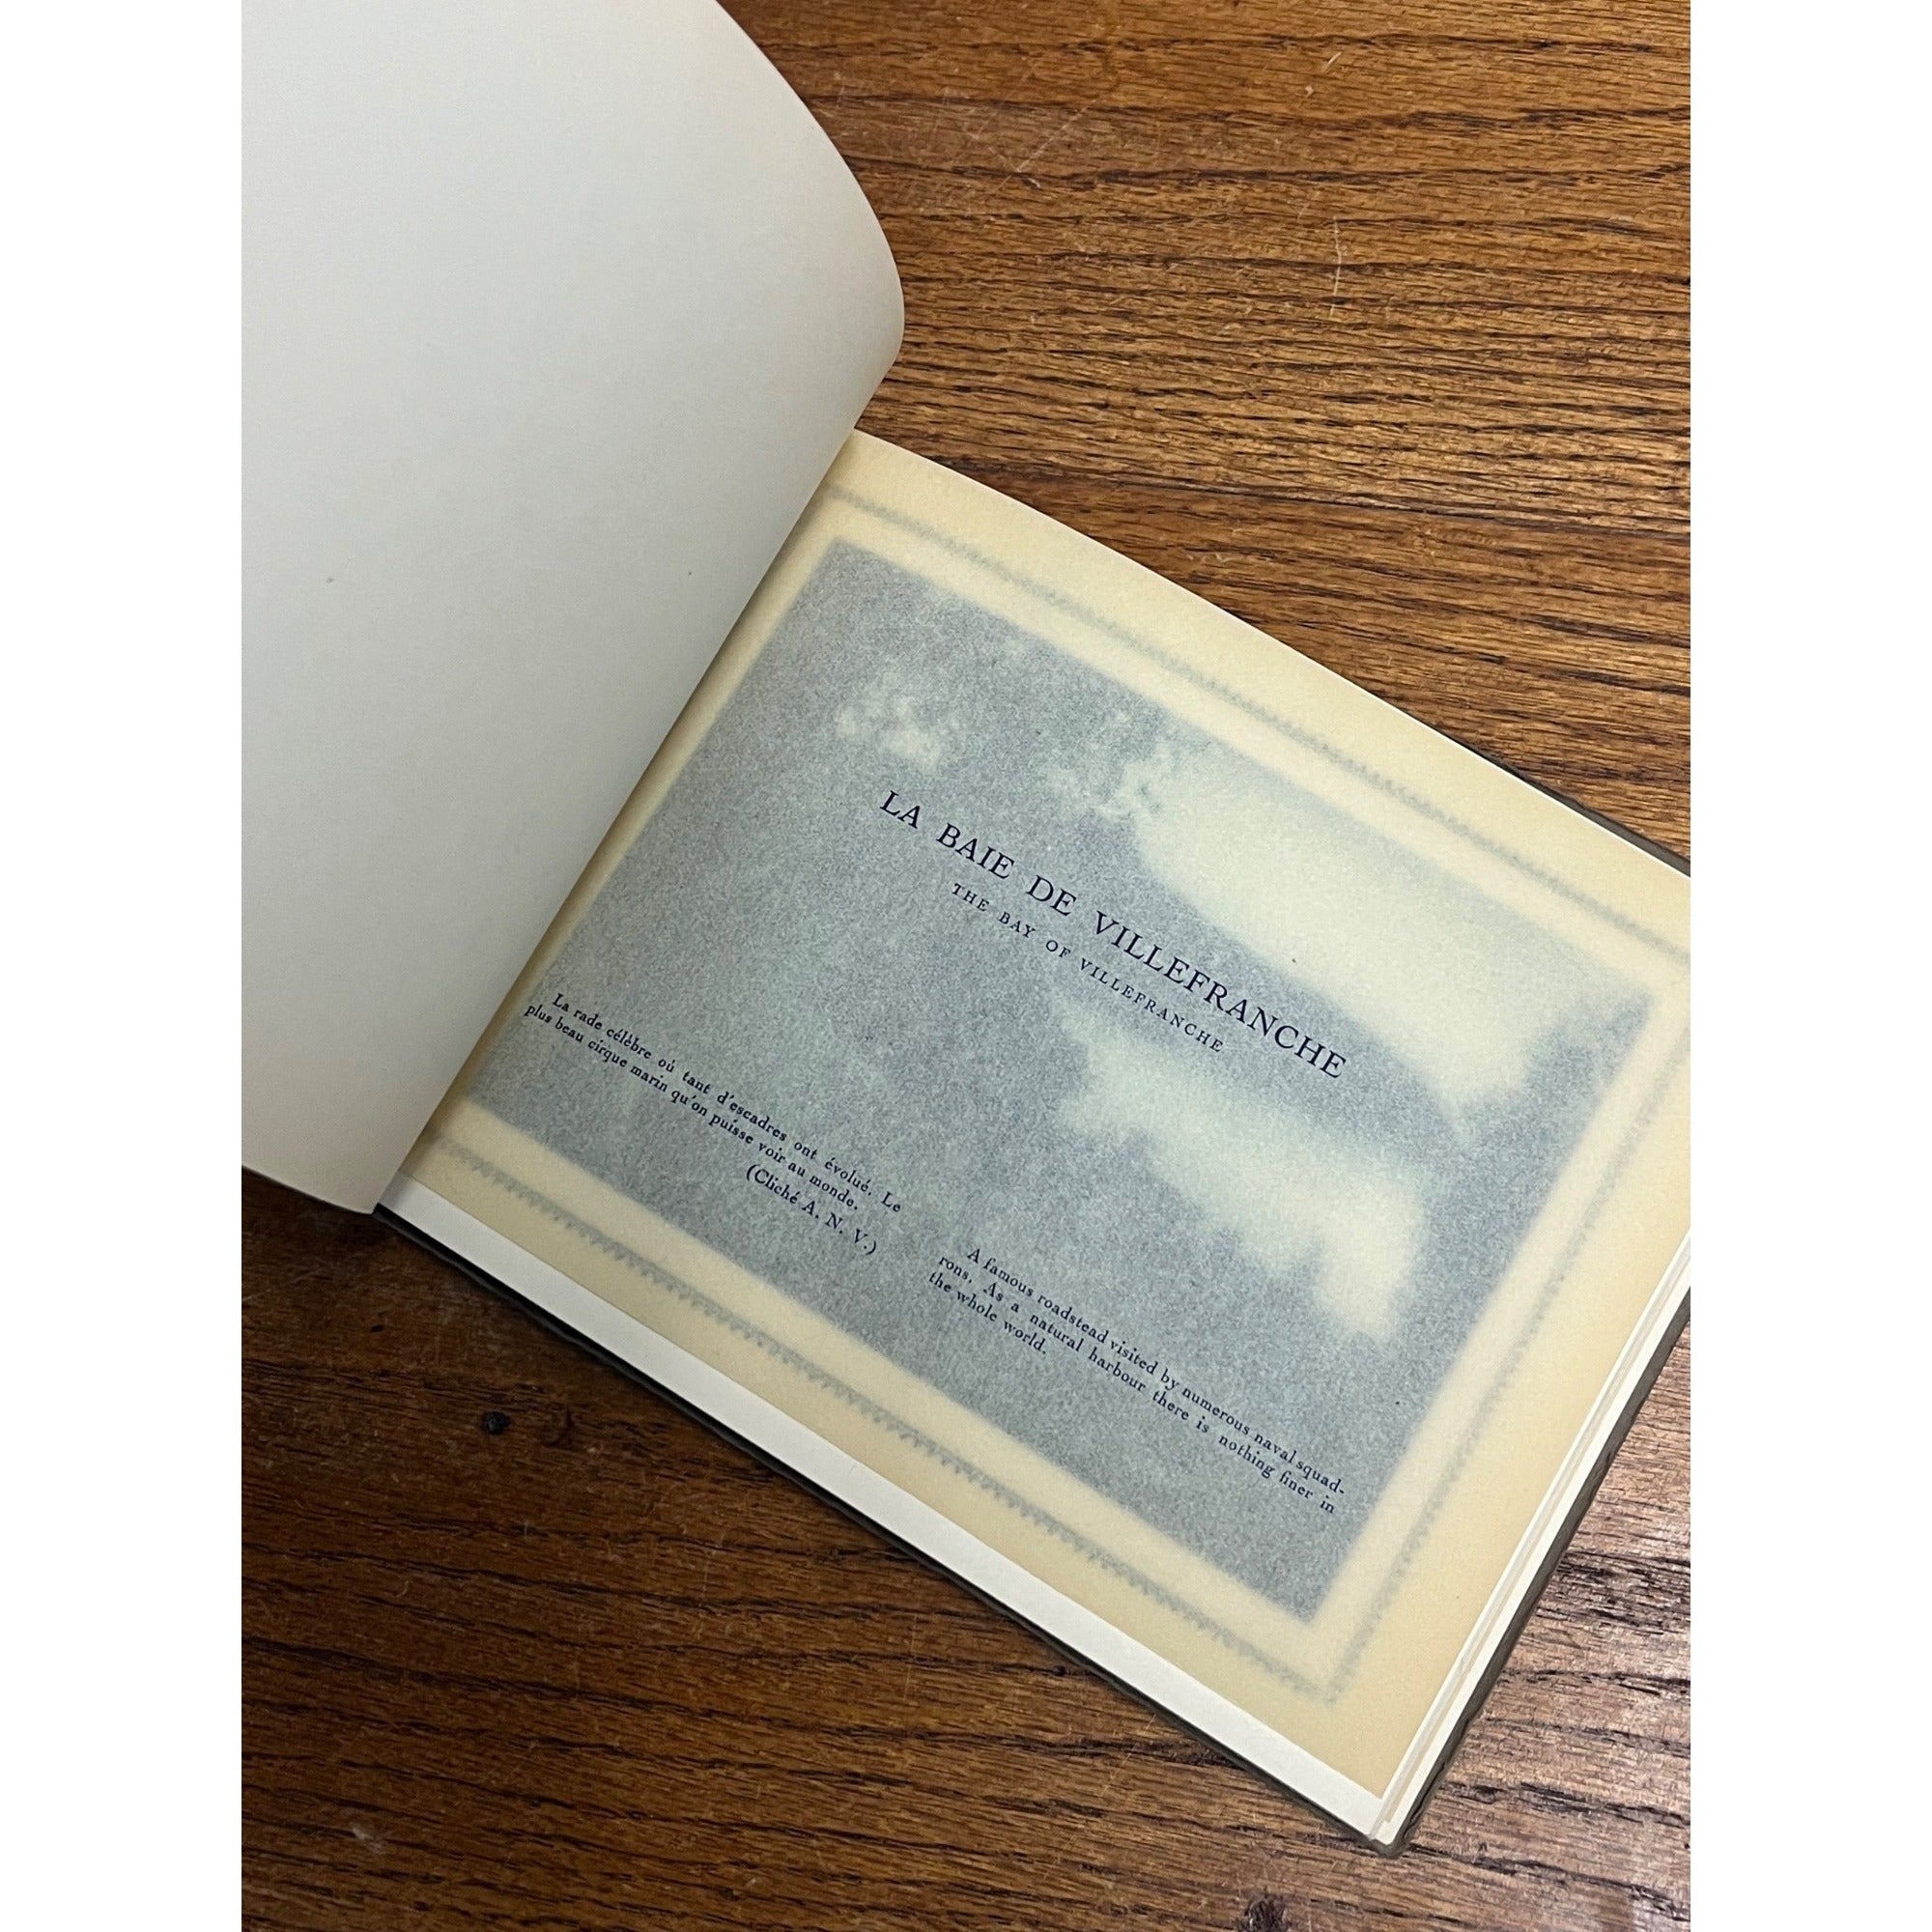 LA BAIE DE VILLEFRANCHE
THE BAY OF VILLEFRANCHE
La rade célèbre où tant d'escadres ont évolué. Le
plus beau cirque marin qu'on puisse voir au monde.
(Cliché A. N. V.)
A famous roadstead visited by numerous naval squad-
rons. As a natural harbour there is nothing finer in
the whole world.